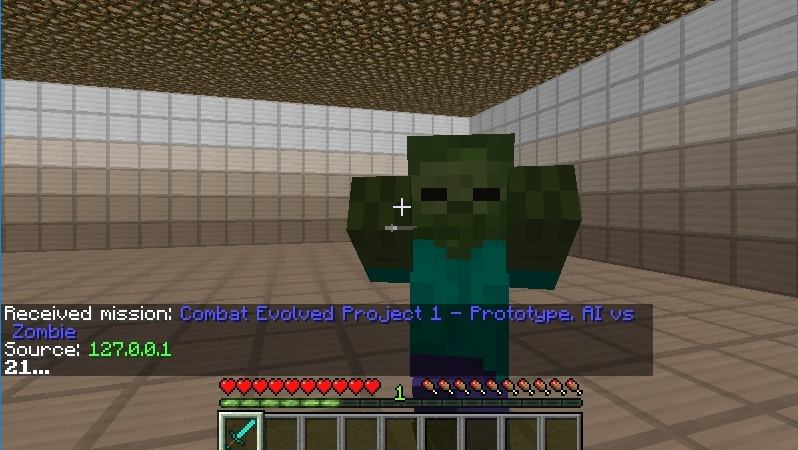 Received mission: Combat Evolved Project 1 - Prototype, AI vs
Zombie
Source: 127.0.0.1
21...
1